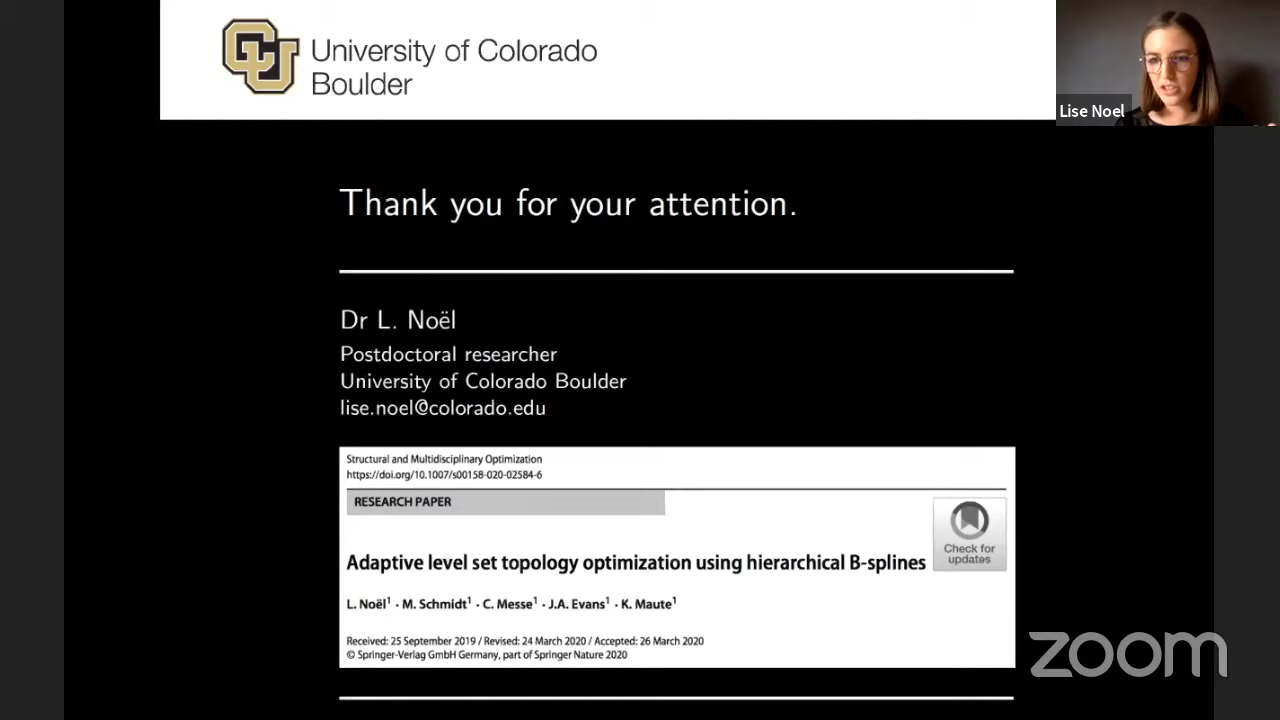 CU
University of Colorado
Boulder
Lise Noel
Thank you for your attention.
Dr L. Noël
Postdoctoral researcher
University of Colorado Boulder
lise.noel@colorado.edu
Structural and Multidisciplinary Optimization
https://doi.org/10.1007/s00158-020-02584-6
RESEARCH PAPER
Check for
updates
Adaptive level set topology optimization using hierarchical B-splines
L. Noël¹ · M. Schmidt¹ · C. Messe¹ · J.A. Evans¹ · K. Maute¹
Received: 25 September 2019 / Revised: 24 March 2020 / Accepted: 26 March 2020
© Springer-Verlag GmbH Germany, part of Springer Nature 2020
zoom